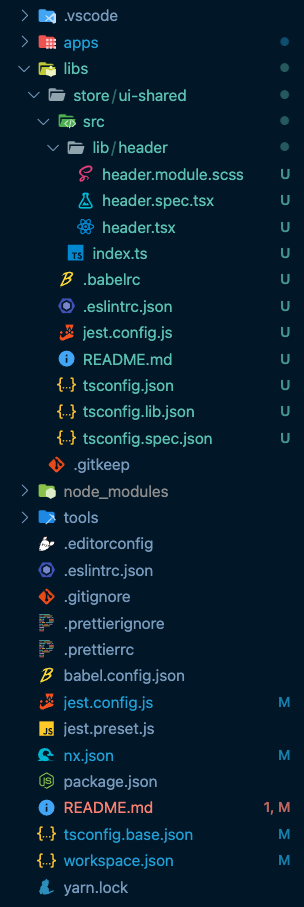 .vscode
apps
libs
store/ui-shared
src
lib/header
header.module.scss U
header.spec.tsx U
header.tsx U
TS index.ts U
.babelrc U
.eslintrc.json U
jest.config.js U
README.md U
{..} tsconfig.json U
{..} tsconfig.lib.json U
{..} tsconfig.spec.json U
.gitkeep
node_modules
tools
.editorconfig
.eslintrc.json
.gitignore
.prettierignore
.prettierrc
babel.config.json
jest.config.js M
JS jest.preset.js
nx.json M
package.json
README.md 1, M
{..} tsconfig.base.json M
{..} workspace.json M
yarn.lock